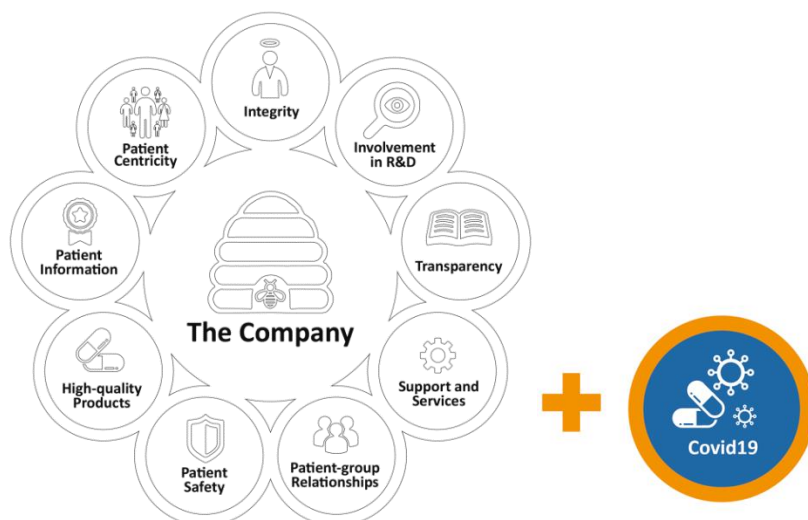 Integrity
Involvement
in R&D
Transparency
Support and
Services
Patient-group
Relationships
Patient
Safety
High-quality
Products
Patient
Information
Patient
Centricity
The Company
+
Covid19